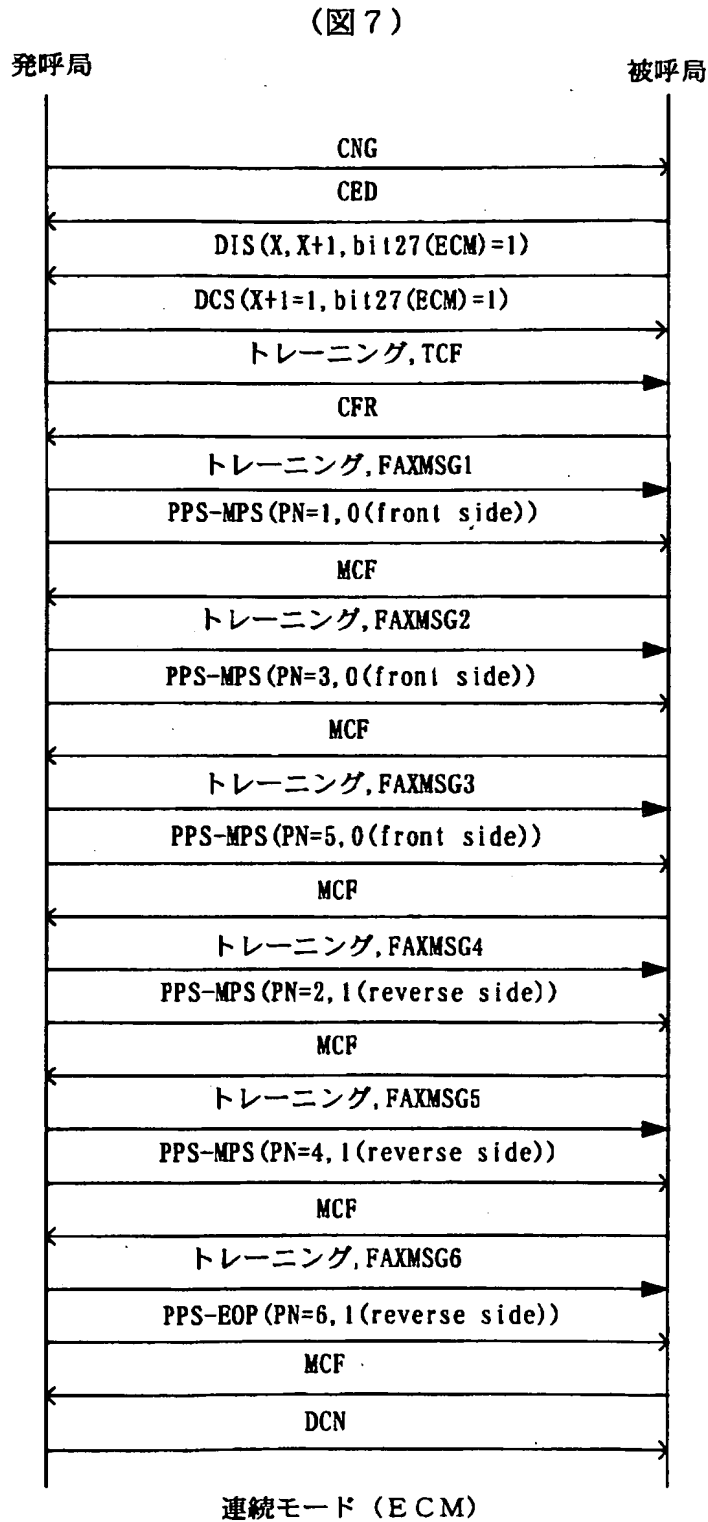 (図7)
発呼局
被呼局
CNG
CED
DIS(X,X+1,bit27(ECM)=1)
DCS(X+1=1,bit27(ECM)=1)
トレーニング,TCF
CFR
トレーニング,FAXMSG1
PPS-MPS(PN=1,0(front side))
MCF
トレーニング,FAXMSG2
PPS-MPS(PN=3,0(front side))
MCF
トレーニング,FAXMSG3
PPS-MPS(PN=5,0(front side))
MCF
トレーニング,FAXMSG4
PPS-MPS(PN=2,1(reverse side))
MCF
トレーニング,FAXMSG5
PPS-MPS(PN=4,1(reverse side))
MCF
トレーニング,FAXMSG6
PPS-EOP(PN=6,1(reverse side))
MCF
DCN
連続モード(ECM)